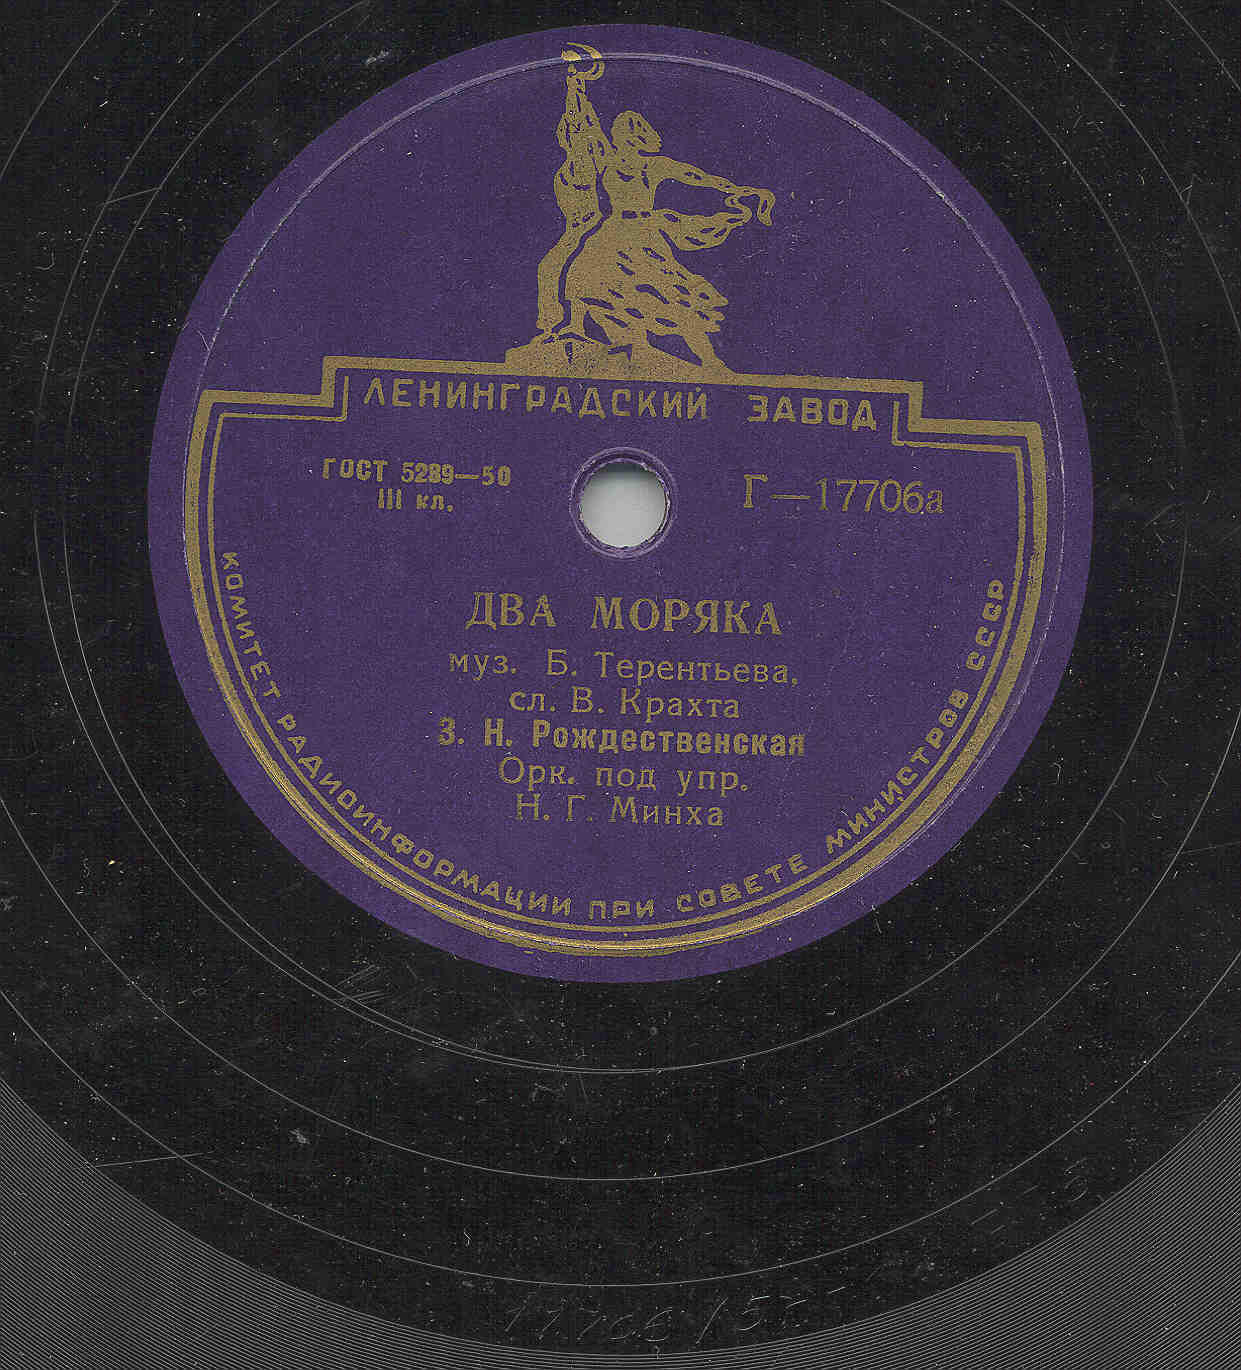 ЛЕНИНГРАДСКИЙ ЗАВОД
ГОСТ 5289—50
III кл.
Г—17706а
ДВА МОРЯКА
муз. Б. Терентьева,
сл. В. Крахта
З. Н. Рождественская
Орк. под упр.
Н. Г. Минха
КОМИТЕТ РАДИОИНФОРМАЦИИ ПРИ СОВЕТЕ МИНИСТРОВ СССР